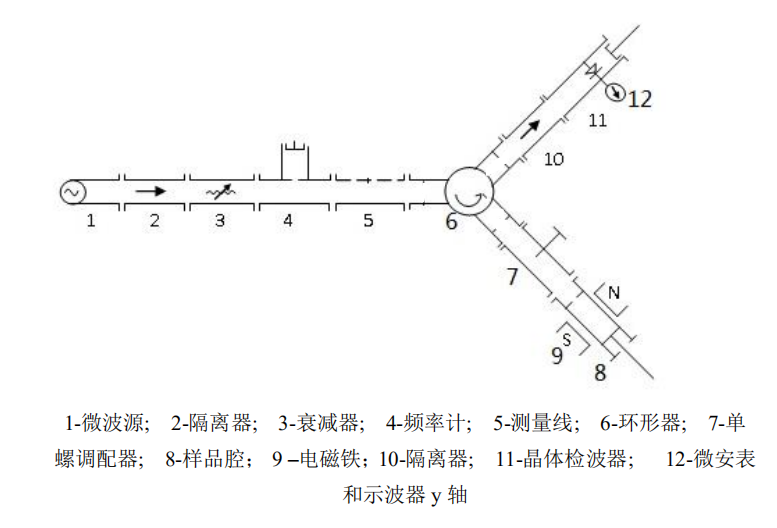 12
11
10
1
2
3
4
5
6
7
N
S
9
8
1-微波源; 2-隔离器; 3-衰减器; 4-频率计; 5-测量线; 6-环形器; 7-单
螺调配器; 8-样品腔; 9 –电磁铁; 10-隔离器; 11-晶体检波器; 12-微安表
和示波器 y 轴